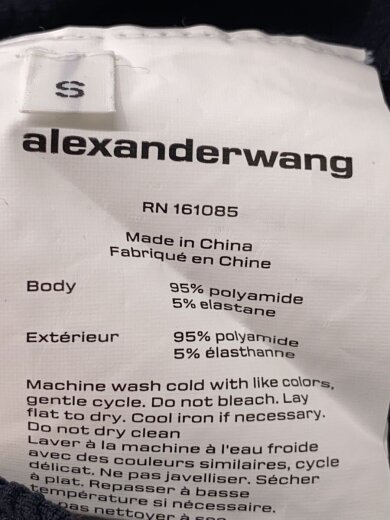 S
alexanderwang
RN 161085
Made in China
Fabriqué en Chine
Body 95% polyamide
5% elastane
Extérieur 95% polyamide
5% élasthanne
Machine wash cold with like colors,
gentle cycle. Do not bleach. Lay
flat to dry. Cool iron if necessary.
Do not dry clean
Laver à la machine à l'eau froide
avec des couleurs similaires, cycle
délicat. Ne pas javelliser. Sécher
à plat. Repasser à basse
température si nécessaire.
pas nettoyer à sec